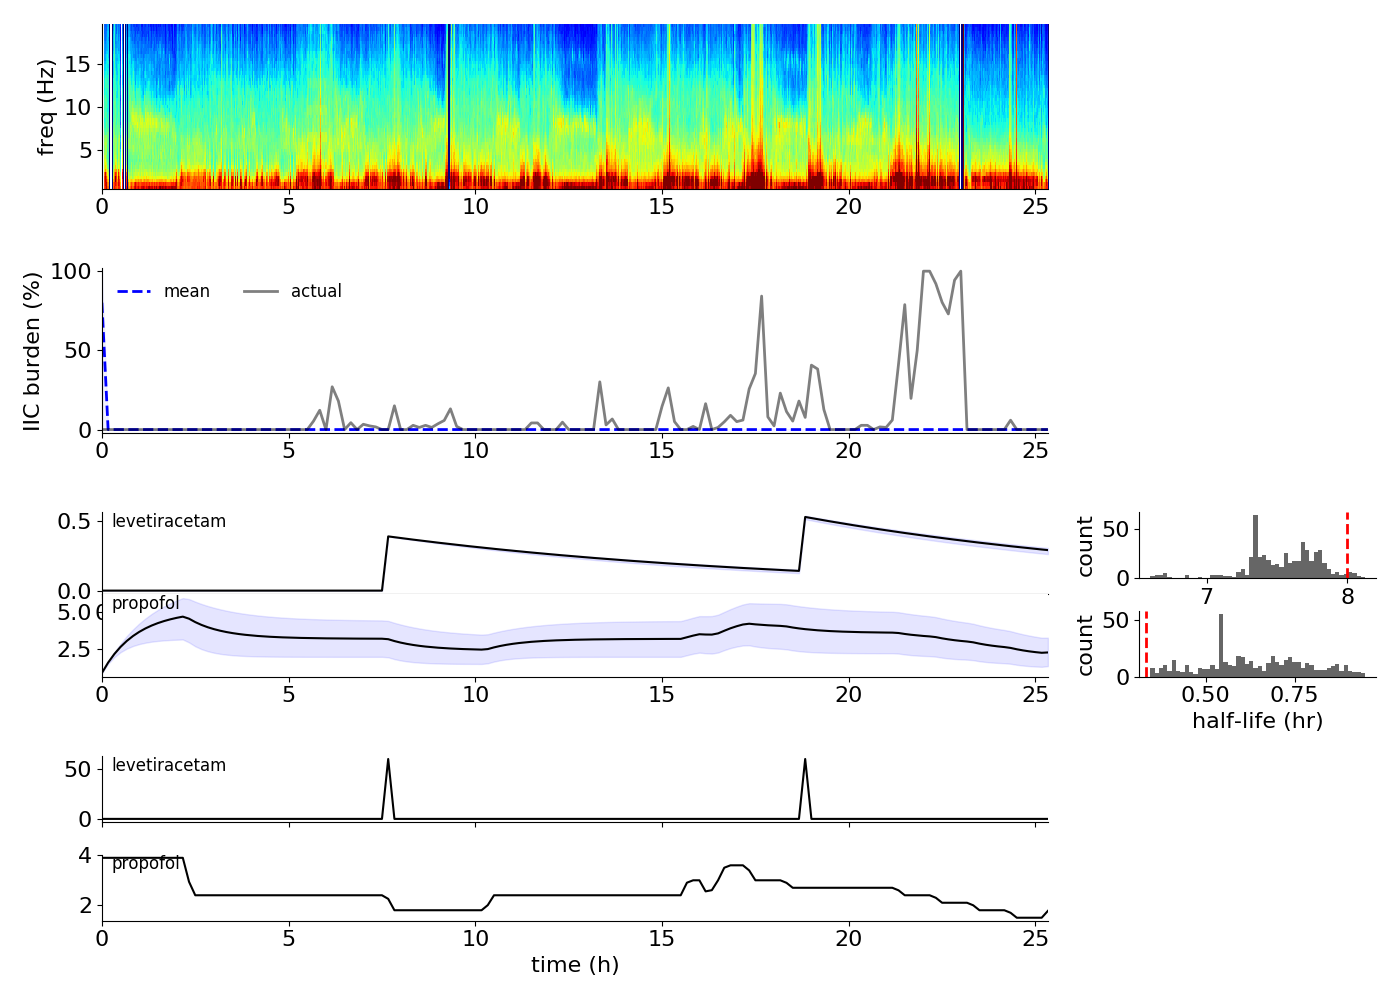 freq (Hz)
15
10
5
0 5 10 15 20 25
IIC burden (%)
100
50
0
mean actual
0 5 10 15 20 25
levetiracetam
0.5
0.0
propofol
5.0
2.5
0 5 10 15 20 25
count
50
0
7 8
count
50
0
0.50 0.75
half-life (hr)
levetiracetam
50
0
propofol
4
2
0 5 10 15 20 25
time (h)